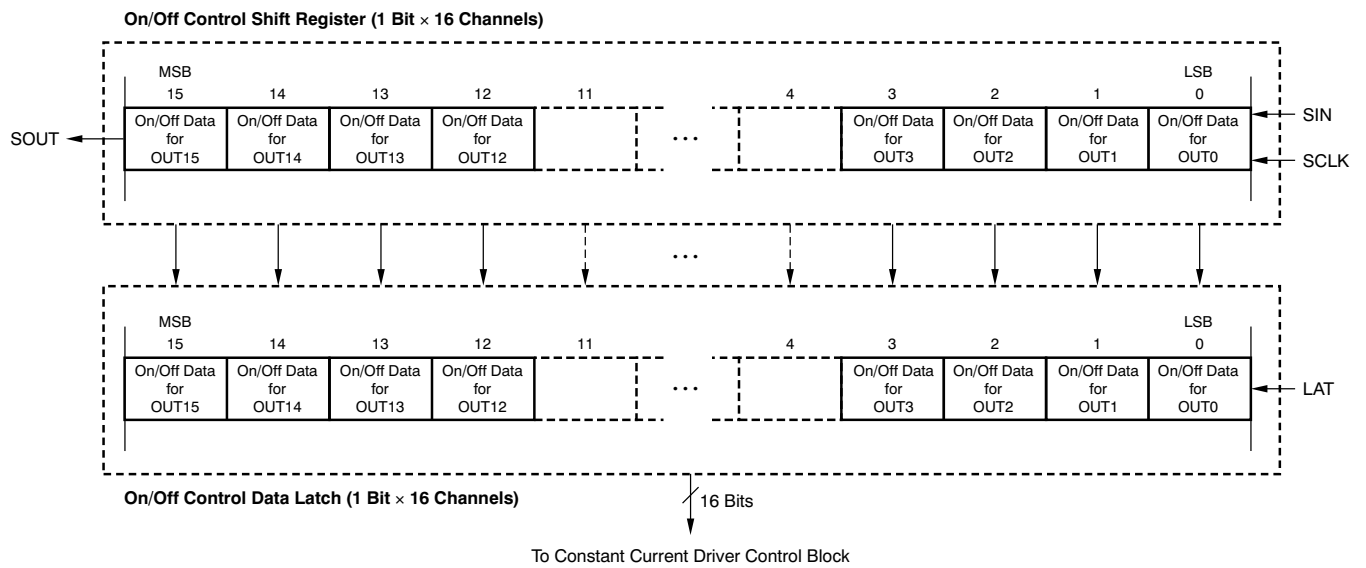 On/Off Control Shift Register (1 Bit × 16 Channels)
MSB LSB
15 14 13 12 11 4 3 2 1 0
SOUT
On/Off Data for OUT15
On/Off Data for OUT14
On/Off Data for OUT13
On/Off Data for OUT12
...
On/Off Data for OUT3
On/Off Data for OUT2
On/Off Data for OUT1
On/Off Data for OUT0
SIN
SCLK
...
MSB LSB
15 14 13 12 11 4 3 2 1 0
On/Off Data for OUT15
On/Off Data for OUT14
On/Off Data for OUT13
On/Off Data for OUT12
...
On/Off Data for OUT3
On/Off Data for OUT2
On/Off Data for OUT1
On/Off Data for OUT0
LAT
On/Off Control Data Latch (1 Bit × 16 Channels)
16 Bits
To Constant Current Driver Control Block